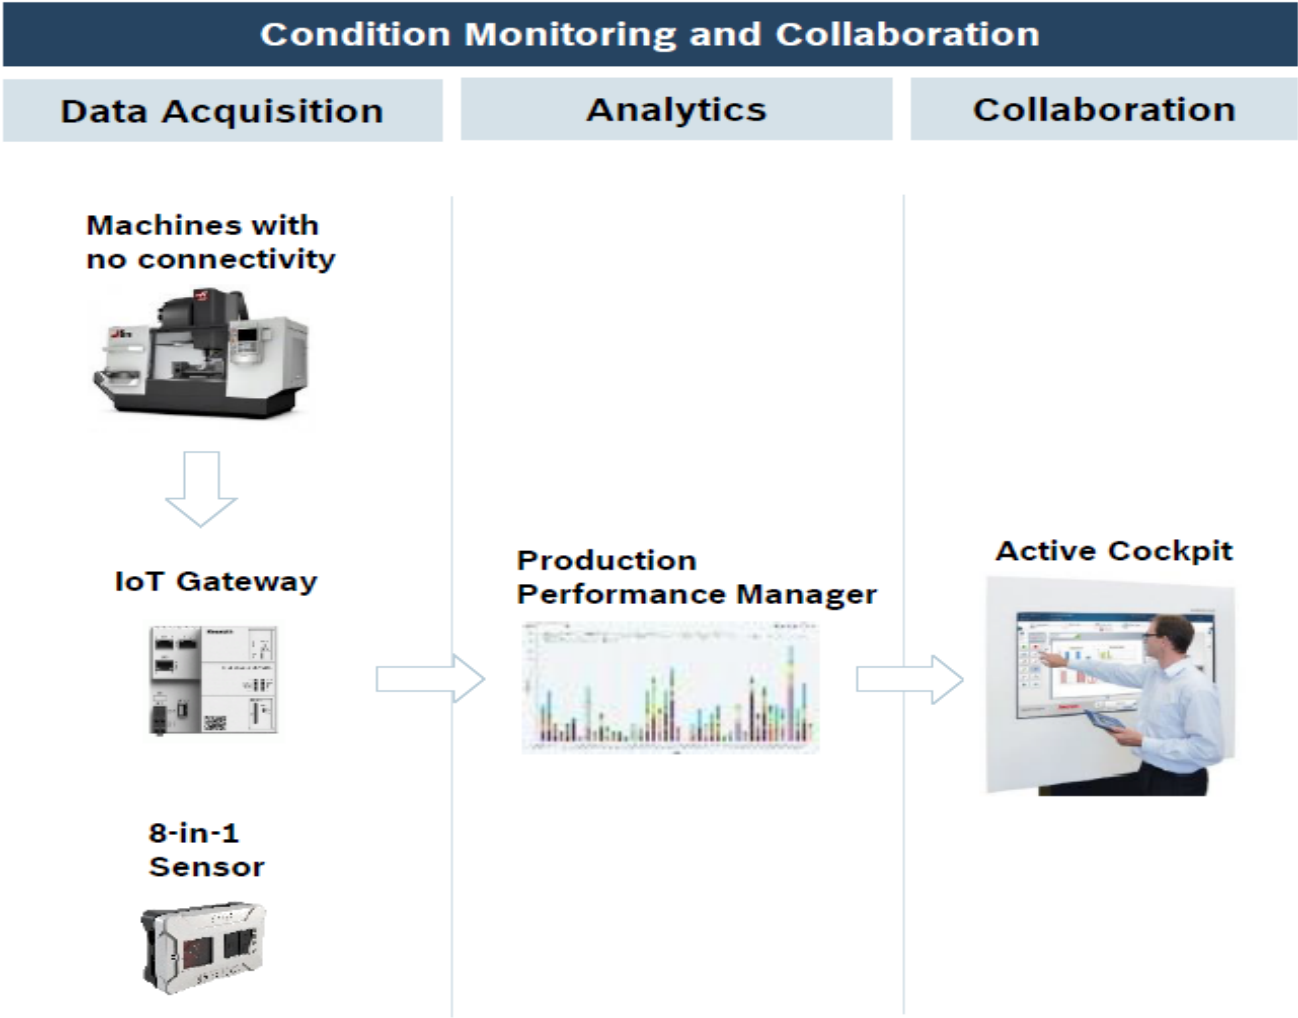 Condition Monitoring and Collaboration
Data Acquisition
Analytics
Collaboration
Machines with
no connectivity
IoT Gateway
8-in-1
Sensor
Production
Performance Manager
Active Cockpit